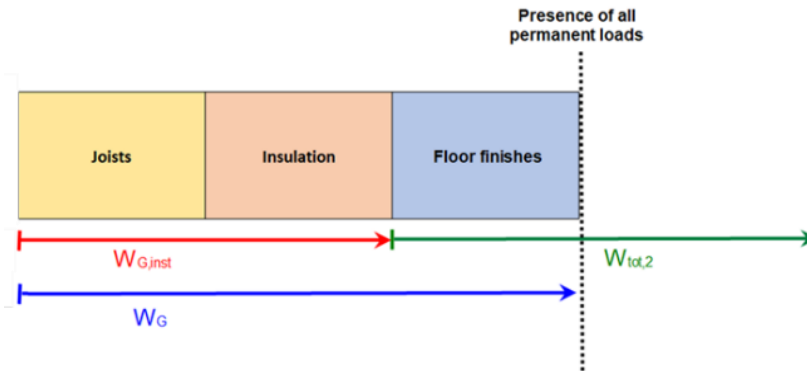 Presence of all
permanent loads
Joists
Insulation
Floor finishes
WG,inst
Wtot,2
WG